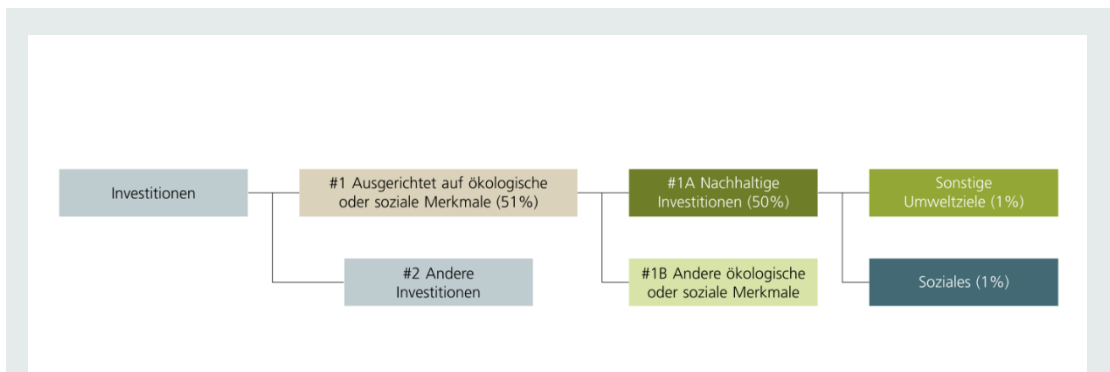 Investitionen
#1 Ausgerichtet auf ökologische
oder soziale Merkmale (51%)
#1A Nachhaltige
Investitionen (50%)
Sonstige
Umweltziele (1%)
#2 Andere
Investitionen
#1B Andere ökologische
oder soziale Merkmale
Soziales (1%)